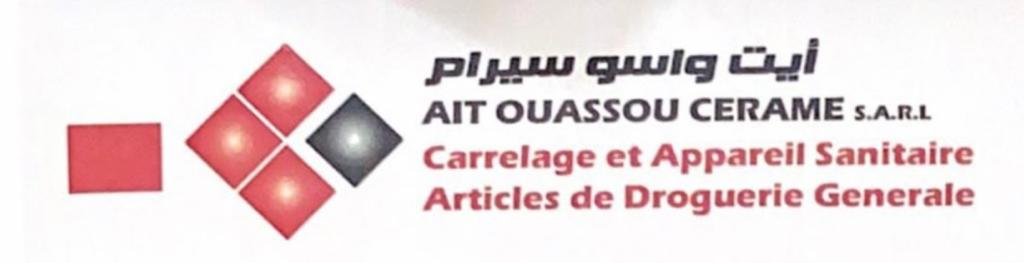 أيت واسو سيرام
AIT OUASSOU CERAME S.A.R.L
Carrelage et Appareil Sanitaire
Articles de Droguerie Generale